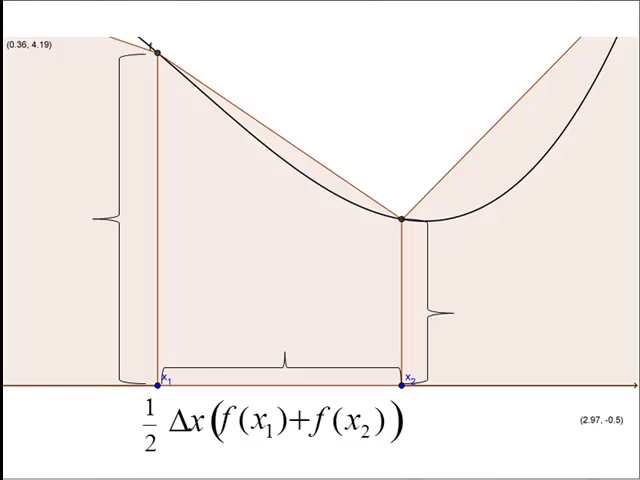 (0.36, 4.19)
f
x₁ x₂
1/2 Δx(f(x₁)+f(x₂))
(2.97, -0.5)